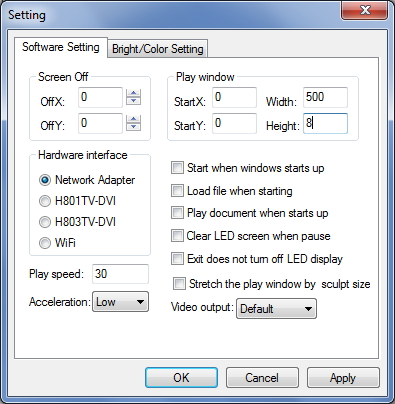 Setting
Software Setting Bright/Color Setting
Screen Off
OffX: 0
OffY: 0
Play window
StartX: 0 Width: 500
StartY: 0 Height: 8
Hardware interface
Network Adapter
H801TV-DVI
H803TV-DVI
WiFi
Start when windows starts up
Load file when starting
Play document when starts up
Clear LED screen when pause
Exit does not turn off LED display
Stretch the play window by sculpt size
Play speed: 30
Acceleration: Low
Video output: Default
OK Cancel Apply